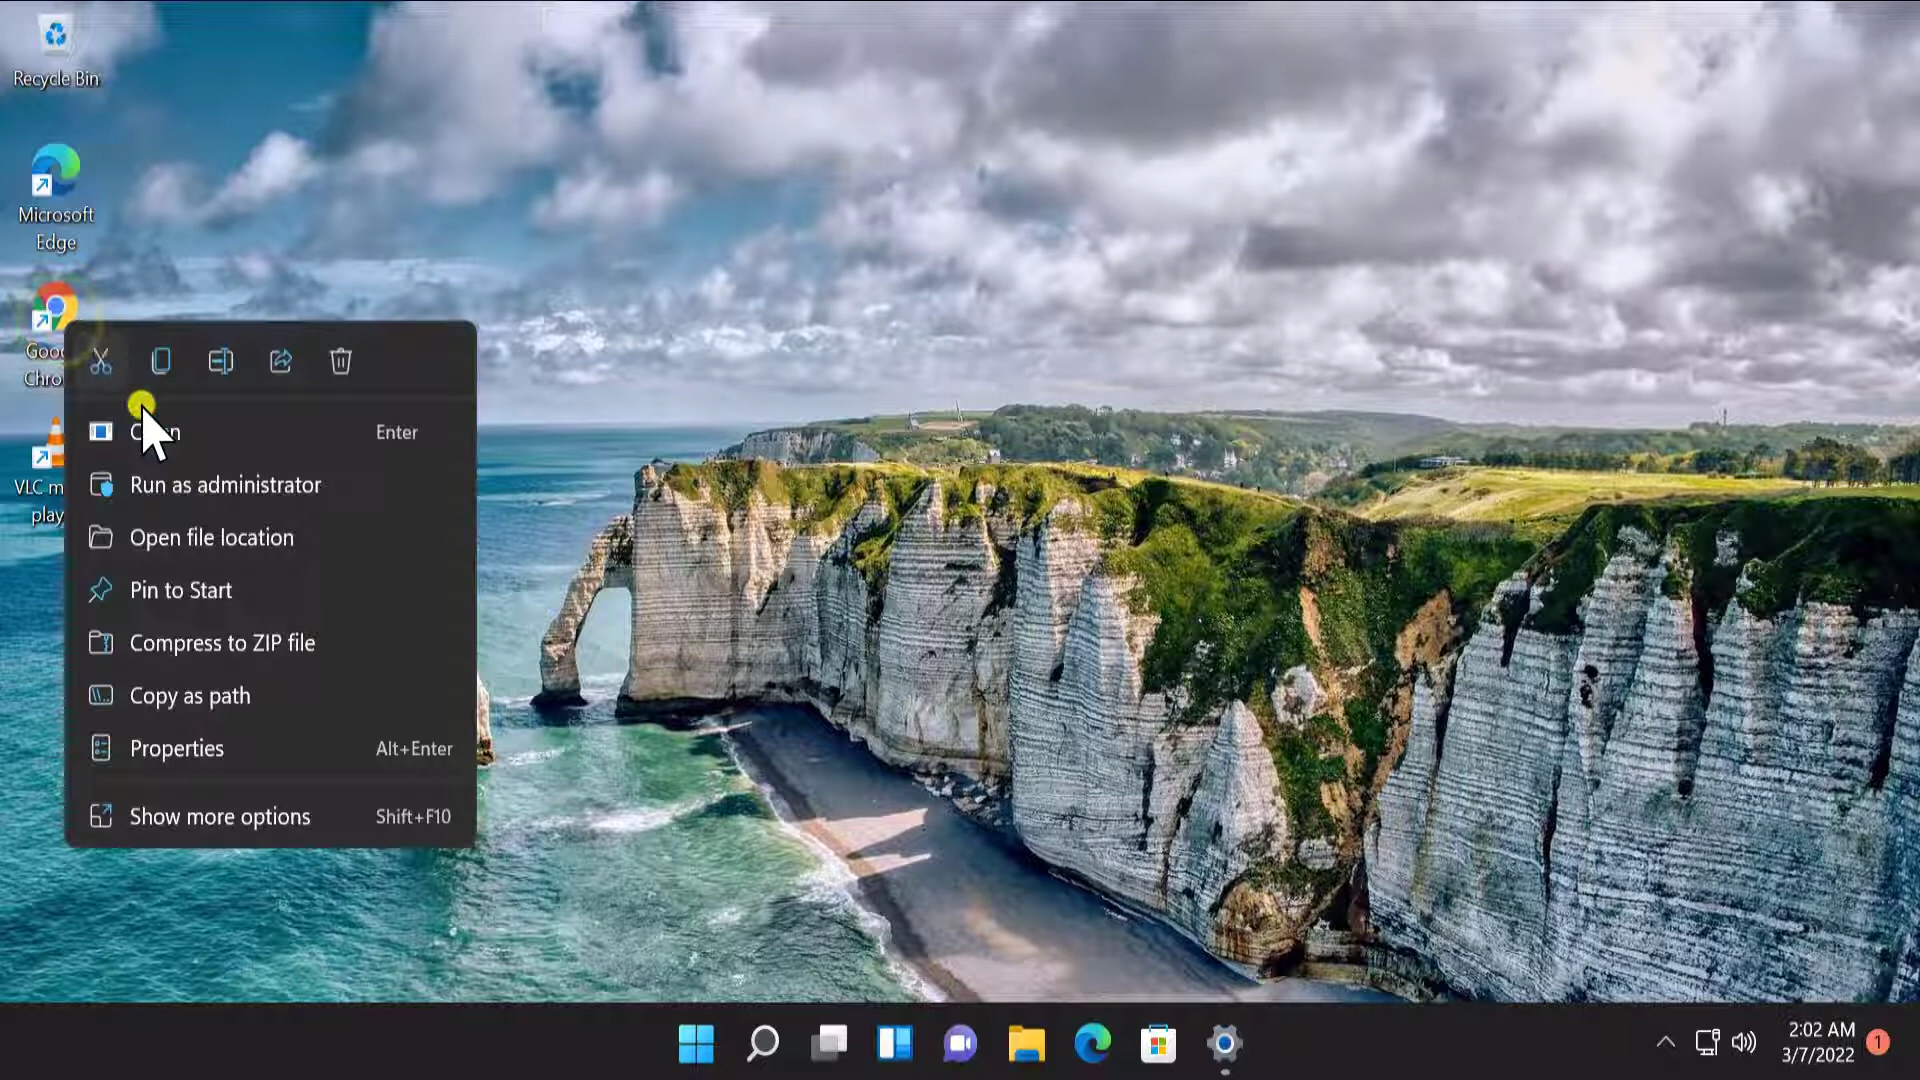 Recycle Bin
Microsoft
Edge
Goo
Chro
VLC m
play
Enter
Run as administrator
Open file location
Pin to Start
Compress to ZIP file
Copy as path
Properties Alt+Enter
Show more options Shift+F10
2:02 AM
3/7/2022
1